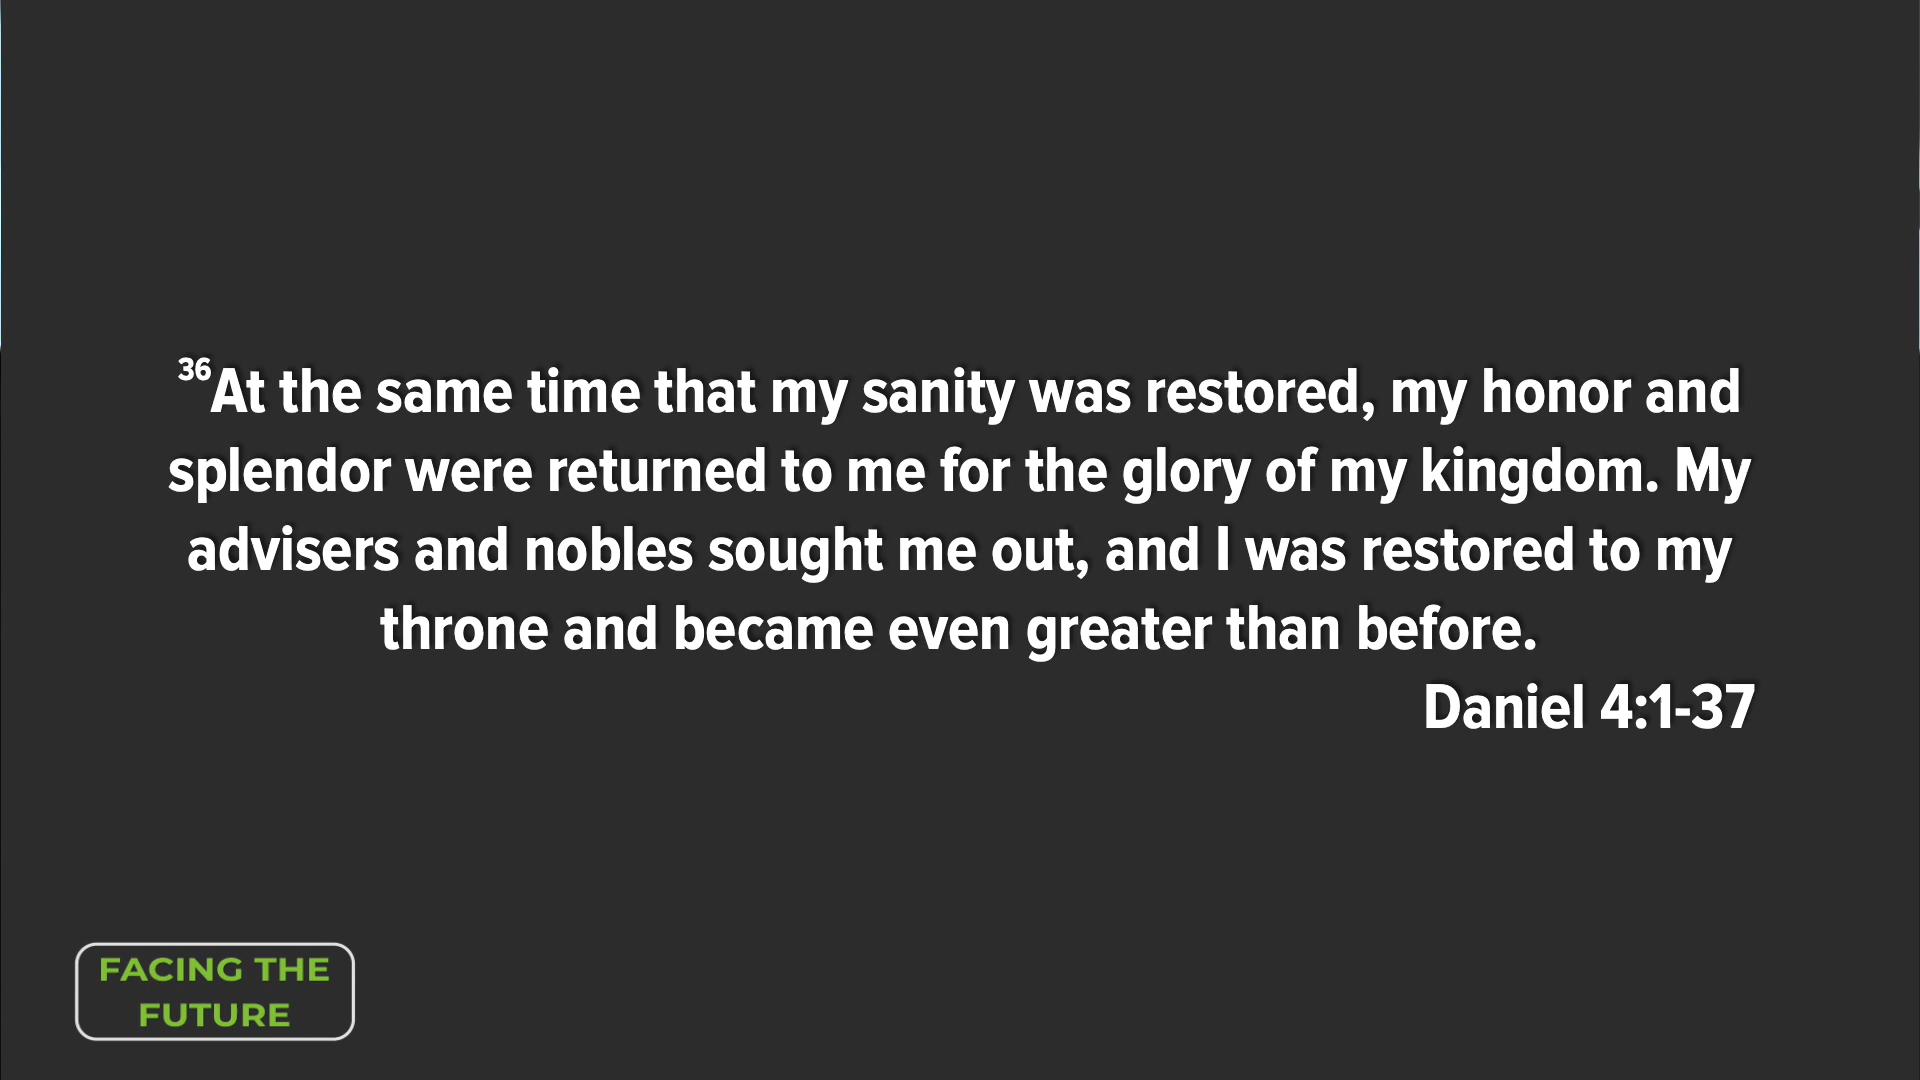 36At the same time that my sanity was restored, my honor and
splendor were returned to me for the glory of my kingdom. My
advisers and nobles sought me out, and I was restored to my
throne and became even greater than before.
Daniel 4:1-37
FACING THE
FUTURE